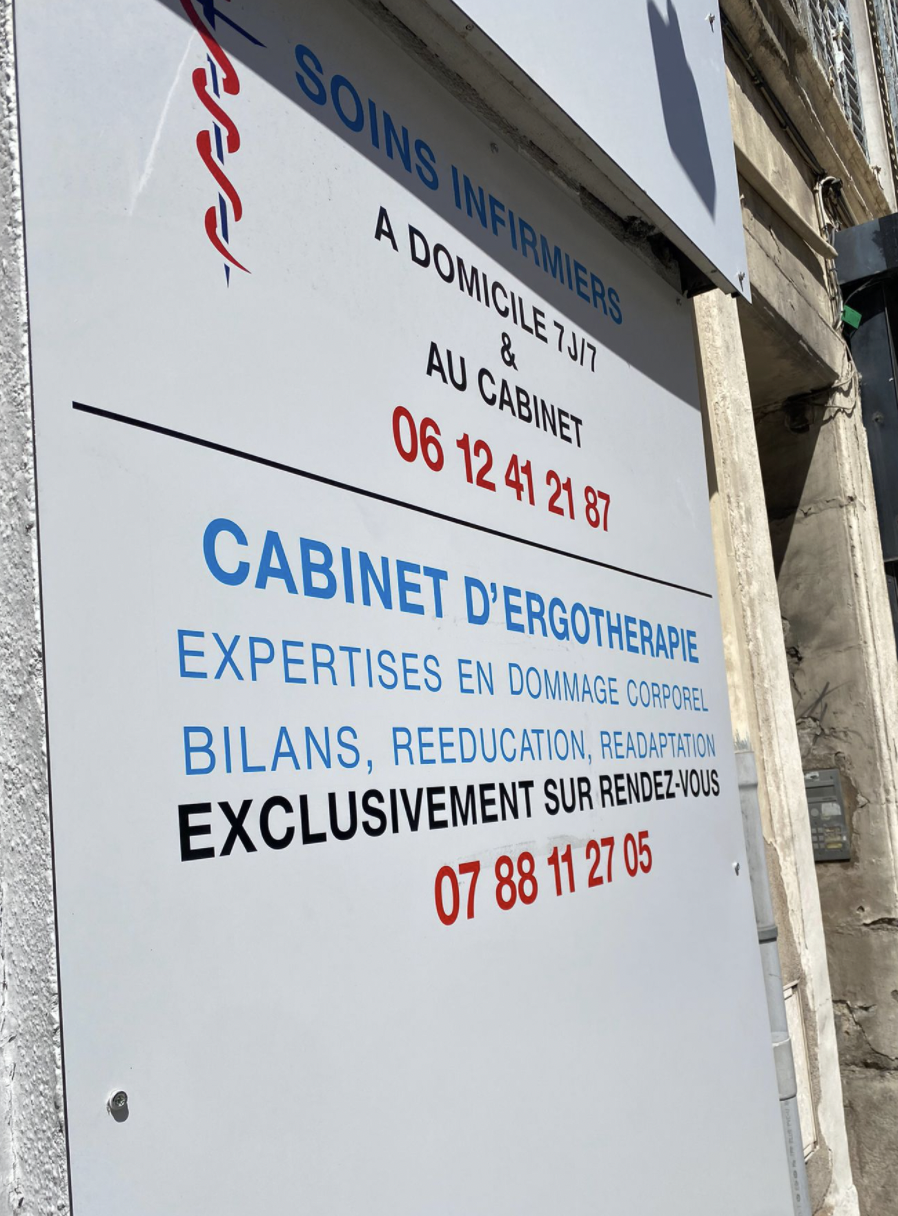 SOINS INFIRMIERS
A DOMICILE 7J/7
&
AU CABINET
06 12 41 21 87
CABINET D'ERGOTHERAPIE
EXPERTISES EN DOMMAGE CORPOREL
BILANS, REEDUCATION, READAPTATION
EXCLUSIVEMENT SUR RENDEZ-VOUS
07 88 11 27 05